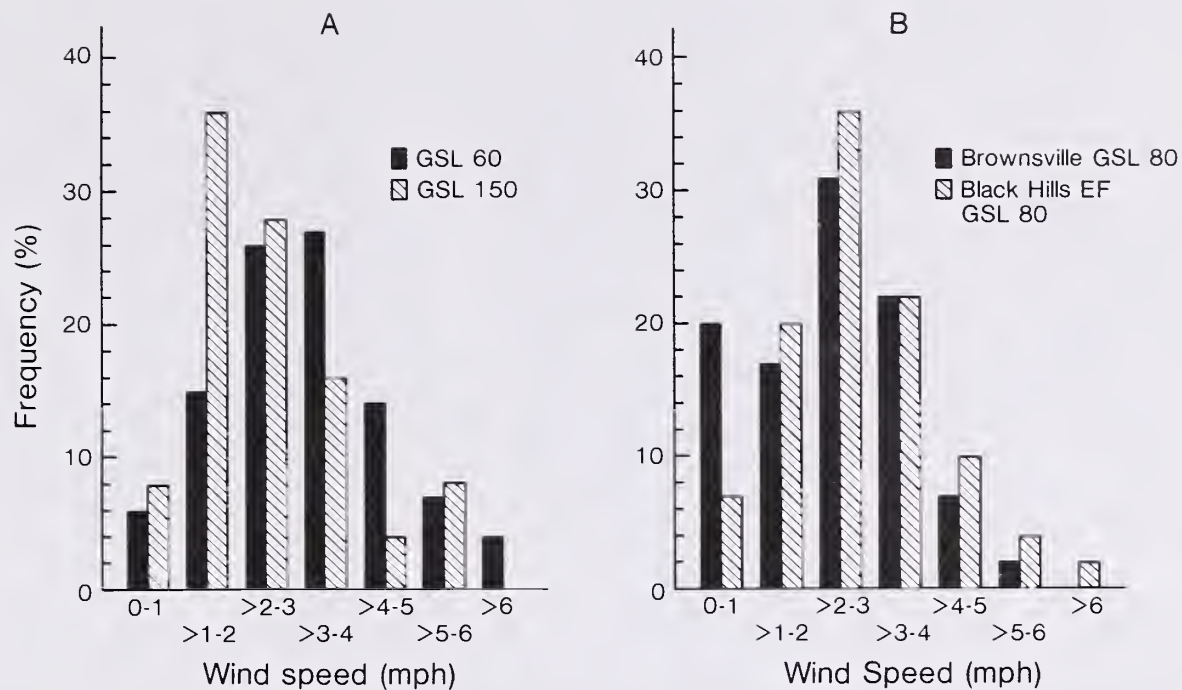 A
40
30
20
10
0
Frequency (%)
GSL 60
GSL 150
0-1
>1-2
>2-3
>3-4
>4-5
>5-6
>6
Wind speed (mph)
B
40
30
20
10
0
Brownsville GSL 80
Black Hills EF
GSL 80
0-1
>1-2
>2-3
>3-4
>4-5
>5-6
>6
Wind Speed (mph)